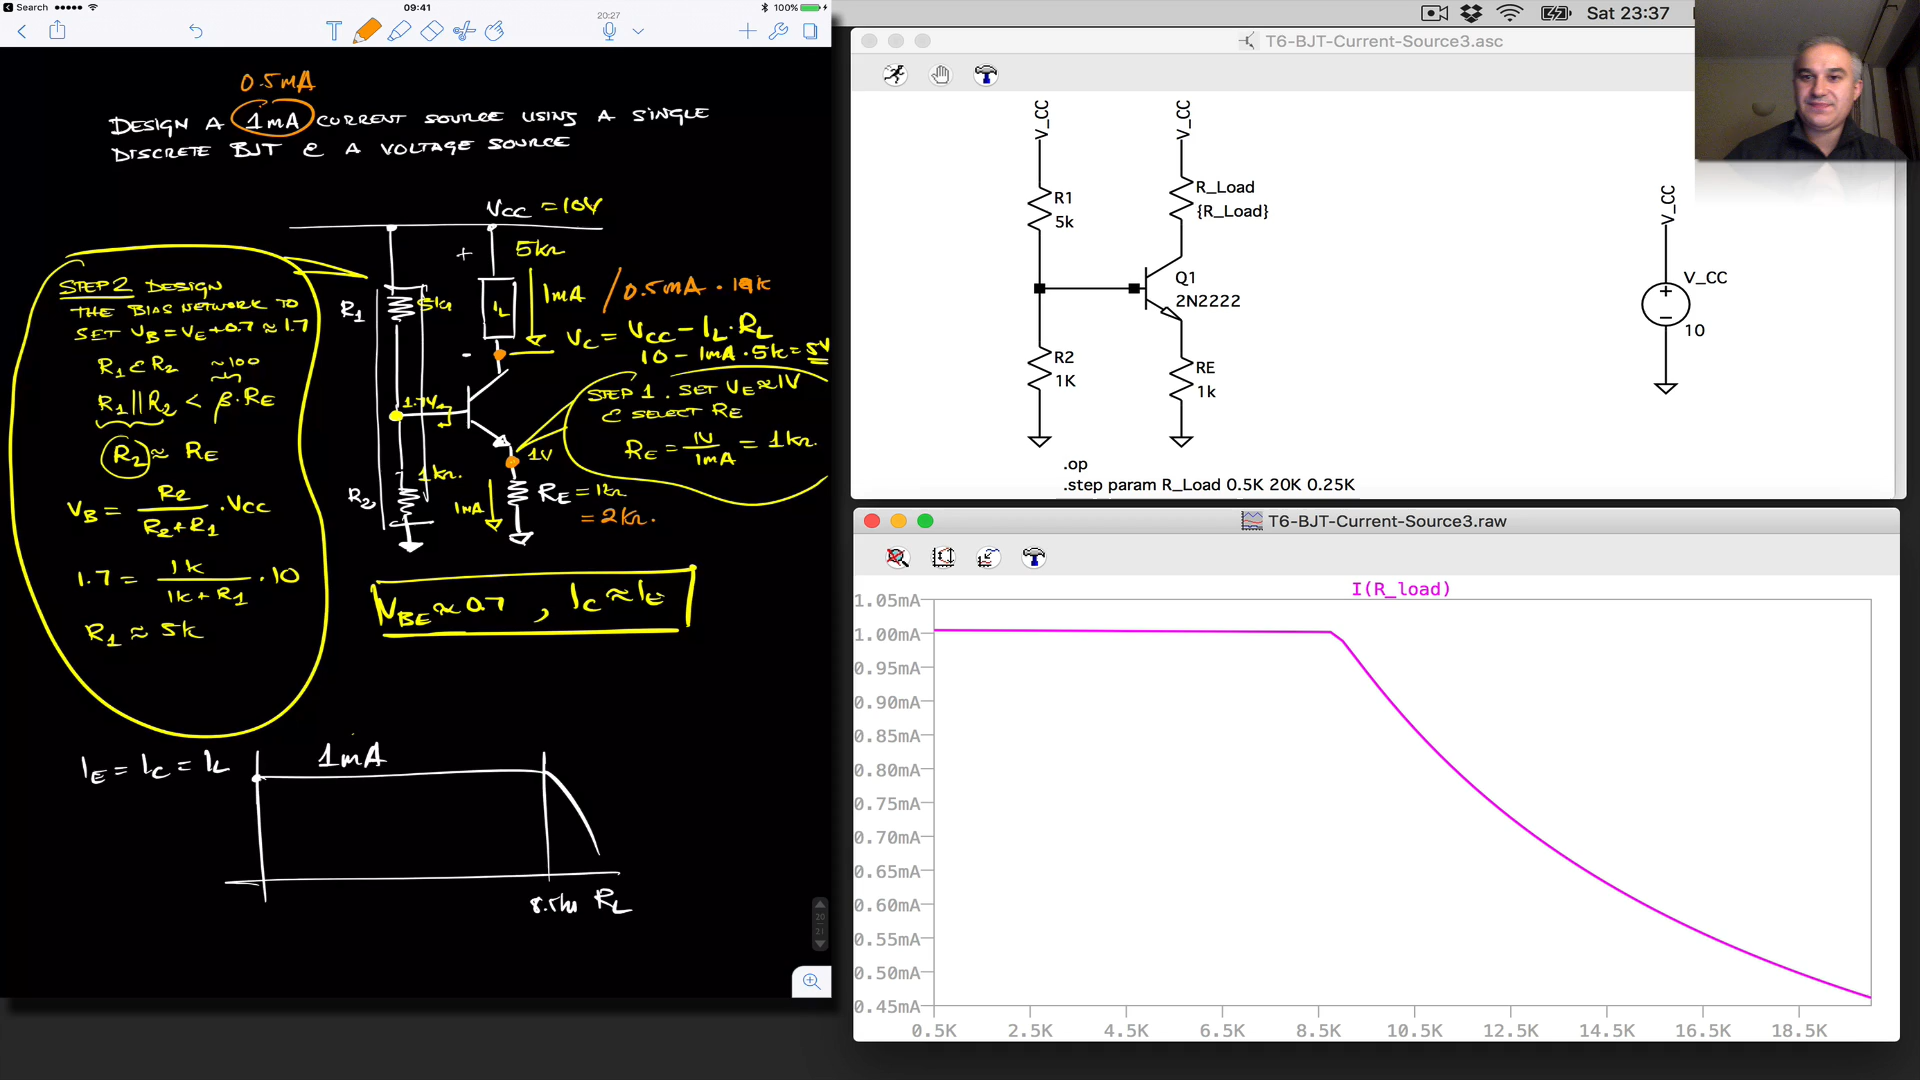 Search
09:41
100%
20:27
0.5mA
DESIGN A 1mA CURRENT SOURCE USING A SINGLE
DISCRETE BJT & A VOLTAGE SOURCE
VCC = 10V
+
5kΩ
STEP 2 DESIGN
THE BIAS NETWORK TO
SET VB = VE + 0.7 ≈ 1.7
R1 & R2 ~100
R1 || R2 < β · RE
R2 ≈ RE
VB = R2 / R2 + R1 · VCC
1.7 = 1k / 1k + R1 · 10
R1 ≈ 5k
R1
5kΩ
IL
1mA / 0.5mA · 19k
VC = VCC - IL · RL
10 - 1mA · 5k = 5V
-
STEP 1. SET VE ≈ 1V
& SELECT RE
RE = 1V / 1mA = 1kΩ.
1.7V
1V
1kΩ.
R2
1mA
RE = 1kΩ
= 2kΩ.
VBE ≈ 0.7 , IC ≈ IE
IE = IC = IL
1mA
RL
20
21
Sat 23:37
T6-BJT-Current-Source3.asc
V_CC
V_CC
R1
5k
R_Load
{R_Load}
Q1
2N2222
R2
1K
RE
1k
V_CC
V_CC
+
−
10
.op
.step param R_Load 0.5K 20K 0.25K
T6-BJT-Current-Source3.raw
I(R_load)
1.05mA
1.00mA
0.95mA
0.90mA
0.85mA
0.80mA
0.75mA
0.70mA
0.65mA
0.60mA
0.55mA
0.50mA
0.45mA
0.5K 2.5K 4.5K 6.5K 8.5K 10.5K 12.5K 14.5K 16.5K 18.5K